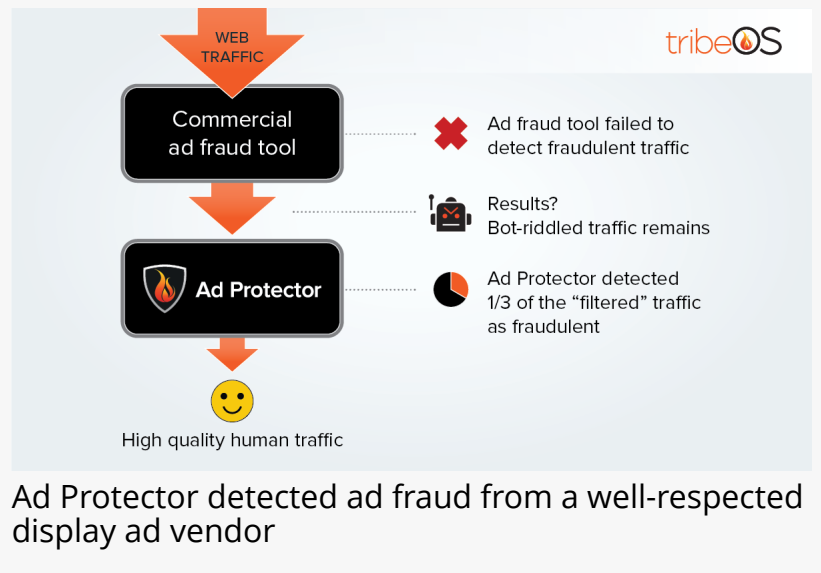 WEB
TRAFFIC
tribeOS
Commercial
ad fraud tool
Ad fraud tool failed to
detect fraudulent traffic
Results?
Bot-riddled traffic remains
Ad Protector
Ad Protector detected
1/3 of the “filtered” traffic
as fraudulent
High quality human traffic
Ad Protector detected ad fraud from a well-respected
display ad vendor